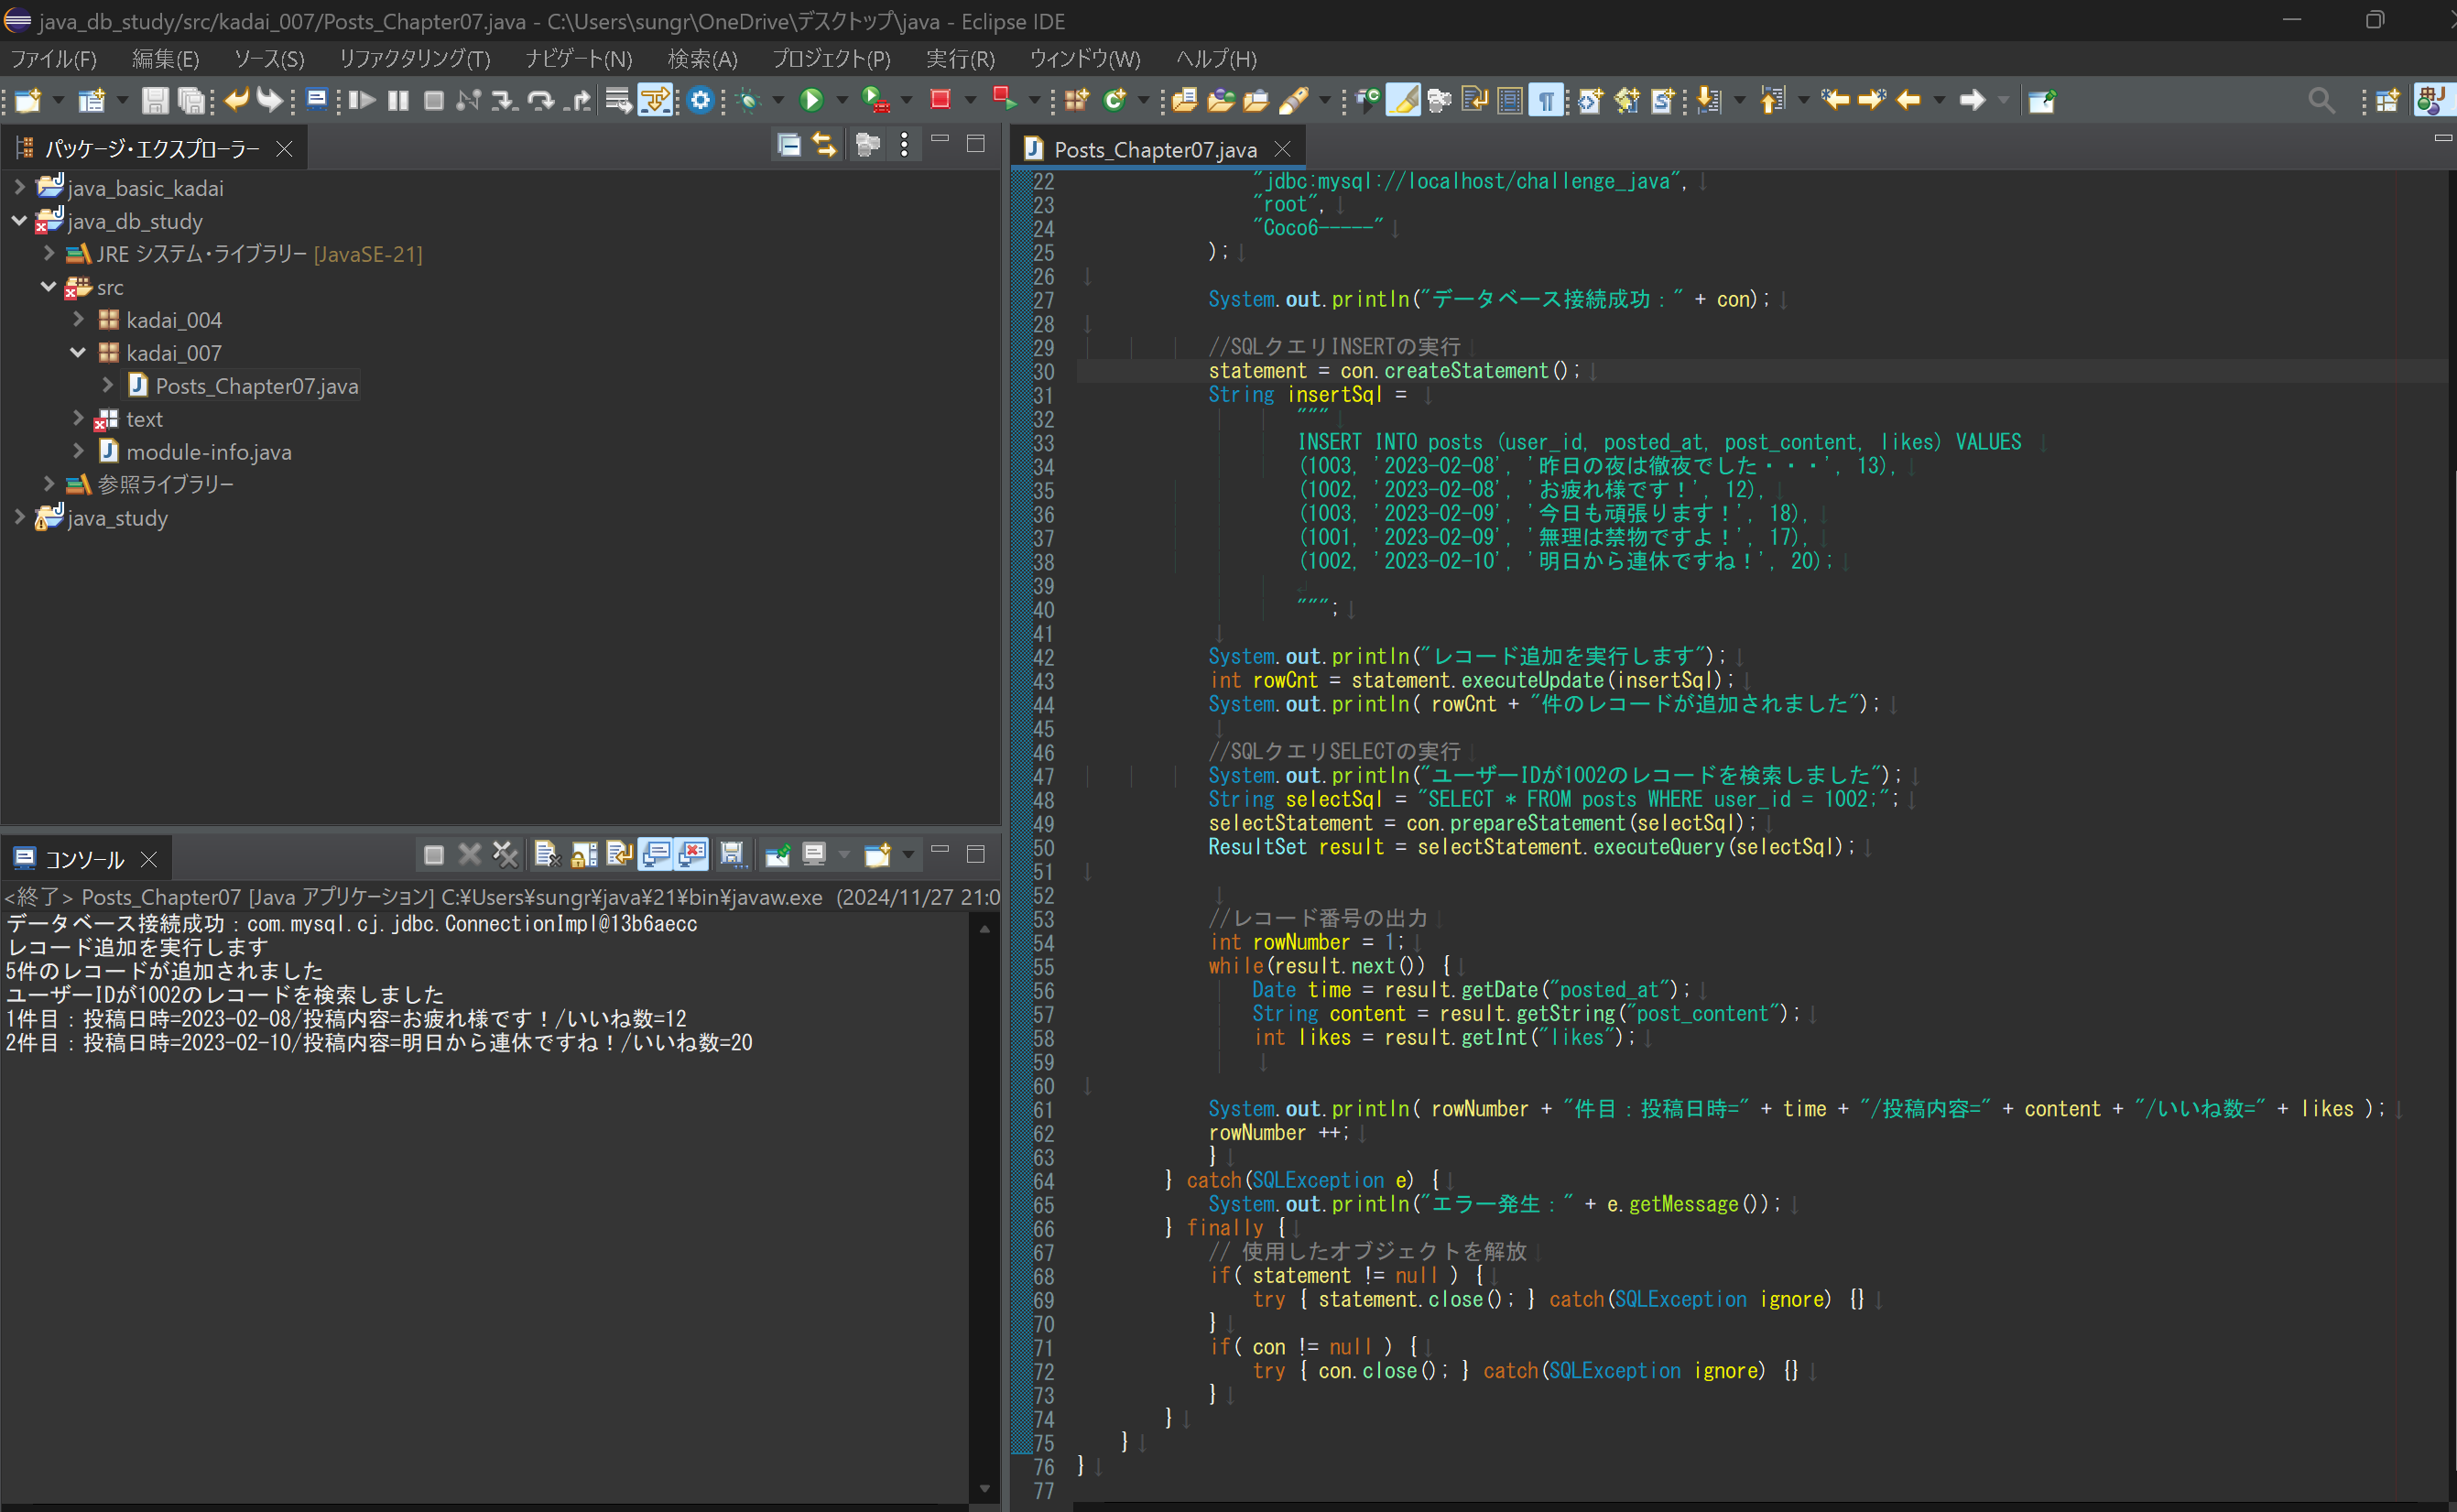 java_db_study/src/kadai_007/Posts_Chapter07.java - C:\Users\sungr\OneDrive\デスクトップ\java - Eclipse IDE
ファイル(F) 編集(E) ソース(S) リファクタリング(T) ナビゲート(N) 検索(A) プロジェクト(P) 実行(R) ウィンドウ(W) ヘルプ(H)
パッケージ・エクスプローラー
java_basic_kadai
java_db_study
JRE システム・ライブラリー [JavaSE-21]
src
kadai_004
kadai_007
Posts_Chapter07.java
text
module-info.java
参照ライブラリー
java_study
コンソール
<終了> Posts_Chapter07 [Java アプリケーション] C:¥Users¥sungr¥java¥21¥bin¥javaw.exe (2024/11/27 21:0
データベース接続成功：com.mysql.cj.jdbc.ConnectionImpl@13b6aecc
レコード追加を実行します
5件のレコードが追加されました
ユーザーIDが1002のレコードを検索しました
1件目：投稿日時=2023-02-08/投稿内容=お疲れ様です！/いいね数=12
2件目：投稿日時=2023-02-10/投稿内容=明日から連休ですね！/いいね数=20
Posts_Chapter07.java
22 "jdbc:mysql://localhost/challenge_java",
23 "root",
24 "Coco6-----"
25 );
26
27 System.out.println("データベース接続成功：" + con);
28
29 //SQLクエリINSERTの実行
30 statement = con.createStatement();
31 String insertSql =
32 """
33 INSERT INTO posts (user_id, posted_at, post_content, likes) VALUES
34 (1003, '2023-02-08', '昨日の夜は徹夜でした・・・', 13),
35 (1002, '2023-02-08', 'お疲れ様です！', 12),
36 (1003, '2023-02-09', '今日も頑張ります！', 18),
37 (1001, '2023-02-09', '無理は禁物ですよ！', 17),
38 (1002, '2023-02-10', '明日から連休ですね！', 20);
39
40 """;
41
42 System.out.println("レコード追加を実行します");
43 int rowCnt = statement.executeUpdate(insertSql);
44 System.out.println( rowCnt + "件のレコードが追加されました");
45
46 //SQLクエリSELECTの実行
47 System.out.println("ユーザーIDが1002のレコードを検索しました");
48 String selectSql = "SELECT * FROM posts WHERE user_id = 1002;";
49 selectStatement = con.prepareStatement(selectSql);
50 ResultSet result = selectStatement.executeQuery(selectSql);
51
52
53 //レコード番号の出力
54 int rowNumber = 1;
55 while(result.next()) {
56 Date time = result.getDate("posted_at");
57 String content = result.getString("post_content");
58 int likes = result.getInt("likes");
59
60
61 System.out.println( rowNumber + "件目：投稿日時=" + time + "/投稿内容=" + content + "/いいね数=" + likes );
62 rowNumber ++;
63 }
64 } catch(SQLException e) {
65 System.out.println("エラー発生：" + e.getMessage());
66 } finally {
67 // 使用したオブジェクトを解放
68 if( statement != null ) {
69 try { statement.close(); } catch(SQLException ignore) {}
70 }
71 if( con != null ) {
72 try { con.close(); } catch(SQLException ignore) {}
73 }
74 }
75 }
76 }
77